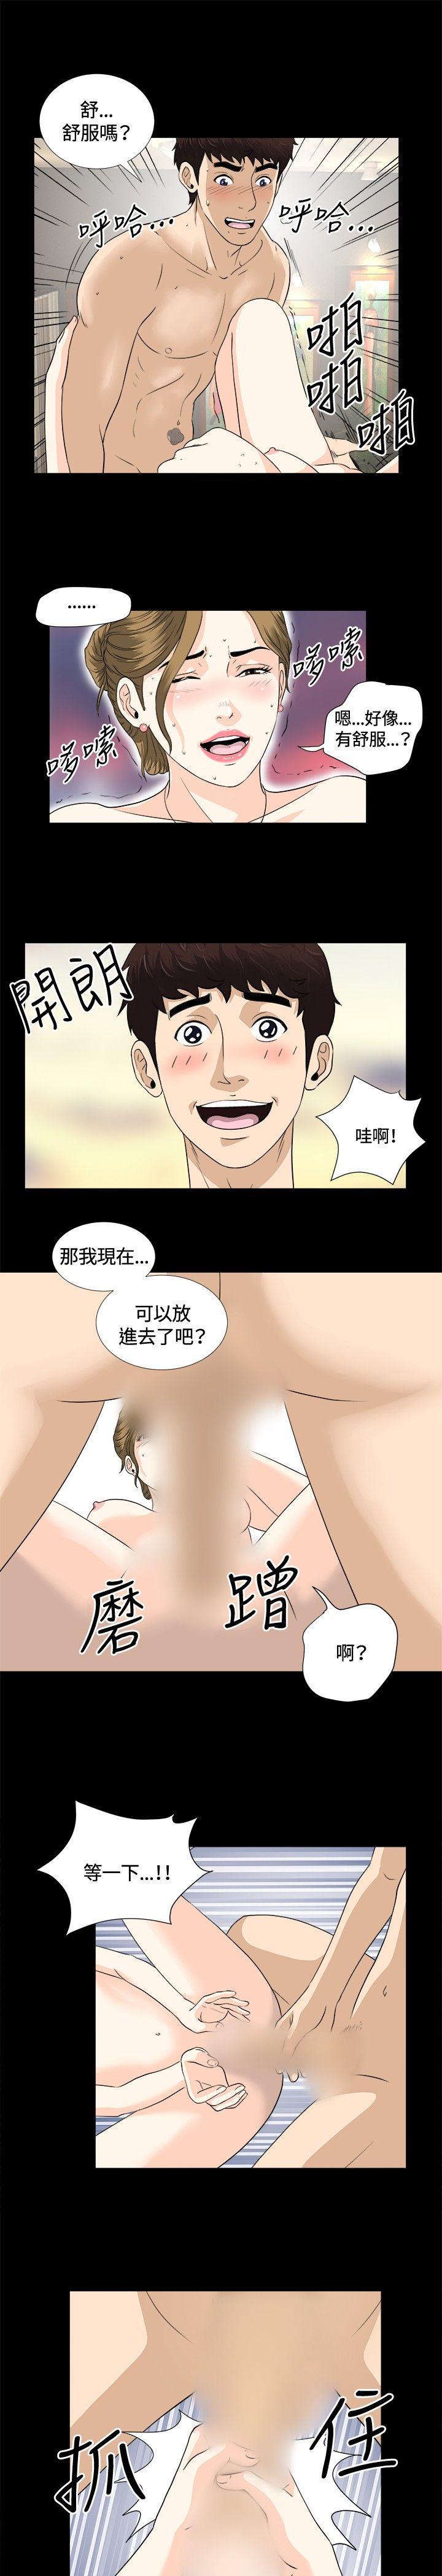 舒...
舒服嗎?
呼哈...
呼哈...
啪
啪
啪
......
哆嗦
哆嗦
嗯...好像...
有舒服...?
開朗
哇啊!
那我現在...
可以放
進去了吧?
磨蹭
啊?
等一下...!!
抓住